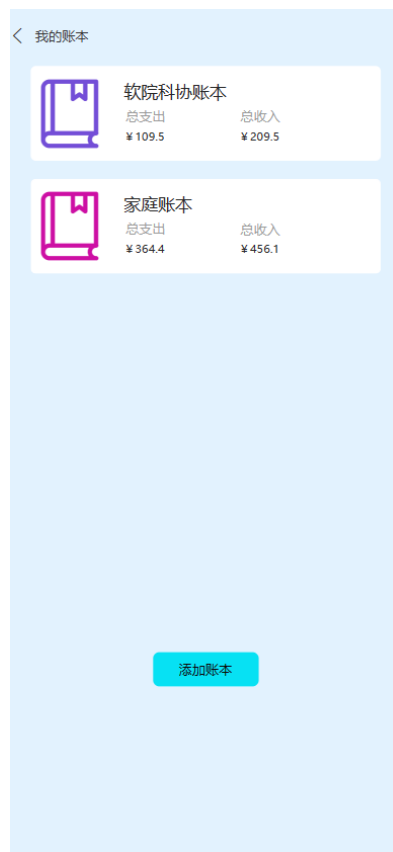 我的账本
软院科协账本
总支出 总收入
¥109.5 ¥209.5
家庭账本
总支出 总收入
¥364.4 ¥456.1
添加账本